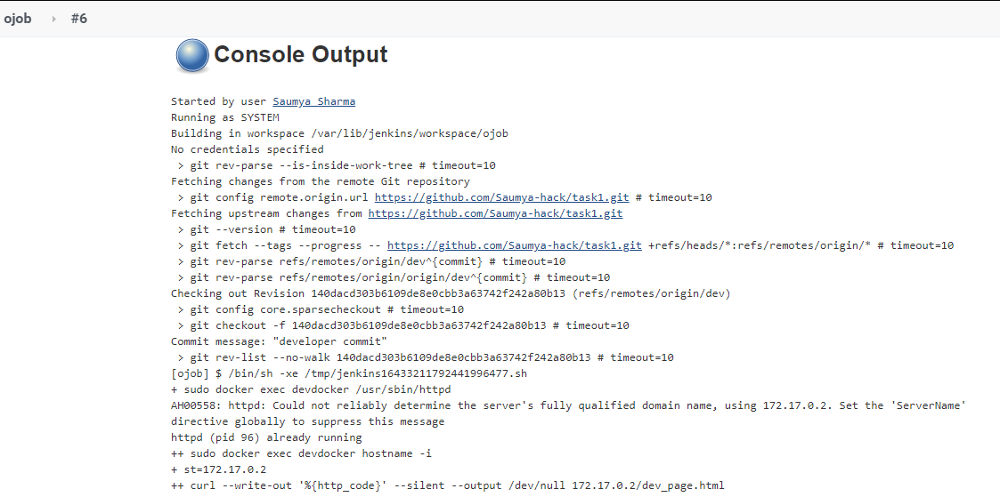 ojob #6
Console Output
Started by user Saumya Sharma
Running as SYSTEM
Building in workspace /var/lib/jenkins/workspace/ojob
No credentials specified
 > git rev-parse --is-inside-work-tree # timeout=10
Fetching changes from the remote Git repository
 > git config remote.origin.url https://github.com/Saumya-hack/task1.git # timeout=10
Fetching upstream changes from https://github.com/Saumya-hack/task1.git
 > git --version # timeout=10
 > git fetch --tags --progress -- https://github.com/Saumya-hack/task1.git +refs/heads/*:refs/remotes/origin/* # timeout=10
 > git rev-parse refs/remotes/origin/dev^{commit} # timeout=10
 > git rev-parse refs/remotes/origin/origin/dev^{commit} # timeout=10
Checking out Revision 140dacd303b6109de8e0cbb3a63742f242a80b13 (refs/remotes/origin/dev)
 > git config core.sparsecheckout # timeout=10
 > git checkout -f 140dacd303b6109de8e0cbb3a63742f242a80b13 # timeout=10
Commit message: "developer commit"
 > git rev-list --no-walk 140dacd303b6109de8e0cbb3a63742f242a80b13 # timeout=10
[ojob] $ /bin/sh -xe /tmp/jenkins16433211792441996477.sh
+ sudo docker exec devdocker /usr/sbin/httpd
AH00558: httpd: Could not reliably determine the server's fully qualified domain name, using 172.17.0.2. Set the 'ServerName'
directive globally to suppress this message
httpd (pid 96) already running
++ sudo docker exec devdocker hostname -i
+ st=172.17.0.2
++ curl --write-out '%{http_code}' --silent --output /dev/null 172.17.0.2/dev_page.html